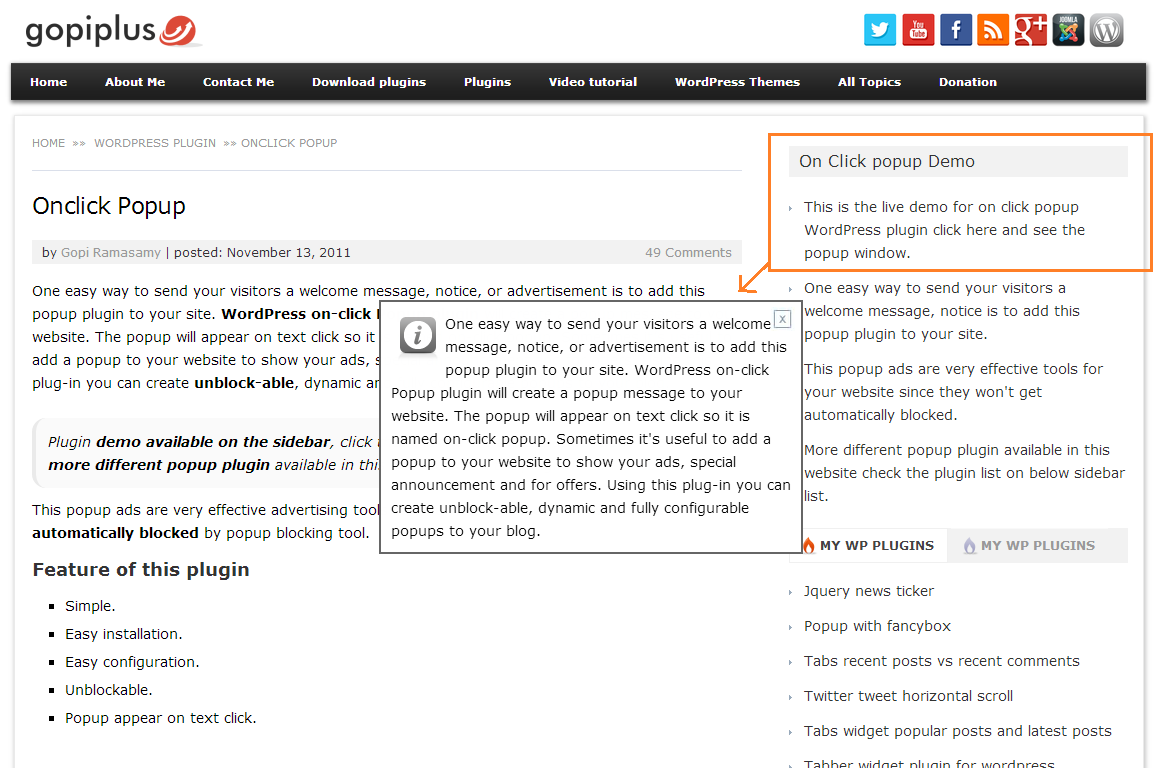 gopiplus
You
Tube
g+
JOOMLA
Home About Me Contact Me Download plugins Plugins Video tutorial WordPress Themes All Topics Donation
HOME »» WORDPRESS PLUGIN »» ONCLICK POPUP
Onclick Popup
by Gopi Ramasamy | posted: November 13, 2011 49 Comments
One easy way to send your visitors a welcome message, notice, or advertisement is to add this
popup plugin to your site. WordPress on-click
website. The popup will appear on text click so it
add a popup to your website to show your ads,
plug-in you can create unblock-able, dynamic
Plugin demo available on the sidebar, click
more different popup plugin available in
This popup ads are very effective advertising
automatically blocked by popup blocking tool.
Feature of this plugin
Simple.
Easy installation.
Easy configuration.
Unblockable.
Popup appear on text click.
One easy way to send your visitors a welcome x
message, notice, or advertisement is to add this
popup plugin to your site. WordPress on-click
Popup plugin will create a popup message to your
website. The popup will appear on text click so it is
named on-click popup. Sometimes it's useful to add a
popup to your website to show your ads, special
announcement and for offers. Using this plug-in you can
create unblock-able, dynamic and fully configurable
popups to your blog.
On Click popup Demo
This is the live demo for on click popup
WordPress plugin click here and see the
popup window.
One easy way to send your visitors a
welcome message, notice is to add this
popup plugin to your site.
This popup ads are very effective tools for
your website since they won't get
automatically blocked.
More different popup plugin available in this
website check the plugin list on below sidebar
list.
MY WP PLUGINS MY WP PLUGINS
Jquery news ticker
Popup with fancybox
Tabs recent posts vs recent comments
Twitter tweet horizontal scroll
Tabs widget popular posts and latest posts
Tabber widget plugin for wordpress